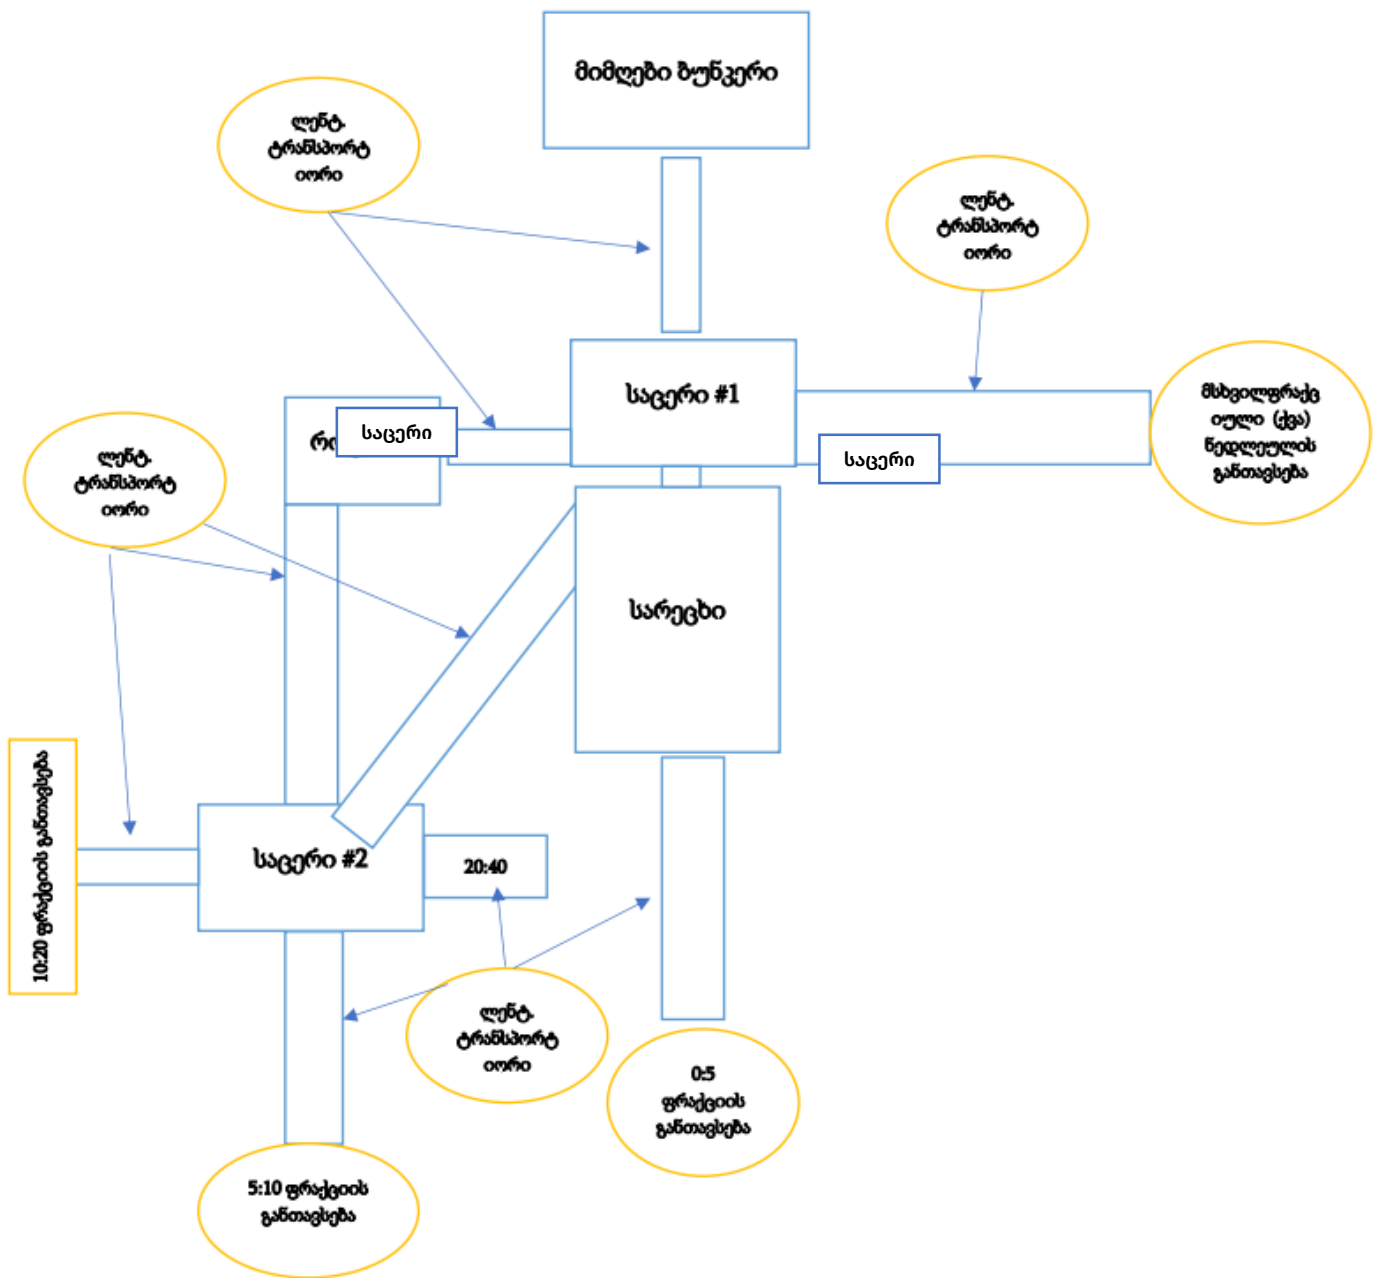 მიმღები ბუნკერი
ლენტ.
ტრანსპორტ
იორი
ლენტ.
ტრანსპორტ
იორი
საცერი #1
მსხვილფრაქც
იული (ქვა)
ნედლეულის
განთავსება
საცერი
საცერი
ლენტ.
ტრანსპორტ
იორი
სარეცხი
10:20 ფრაქციის განთავსება
საცერი #2
20:40
ლენტ.
ტრანსპორტ
იორი
0:5
ფრაქციის
განთავსება
5:10 ფრაქციის
განთავსება